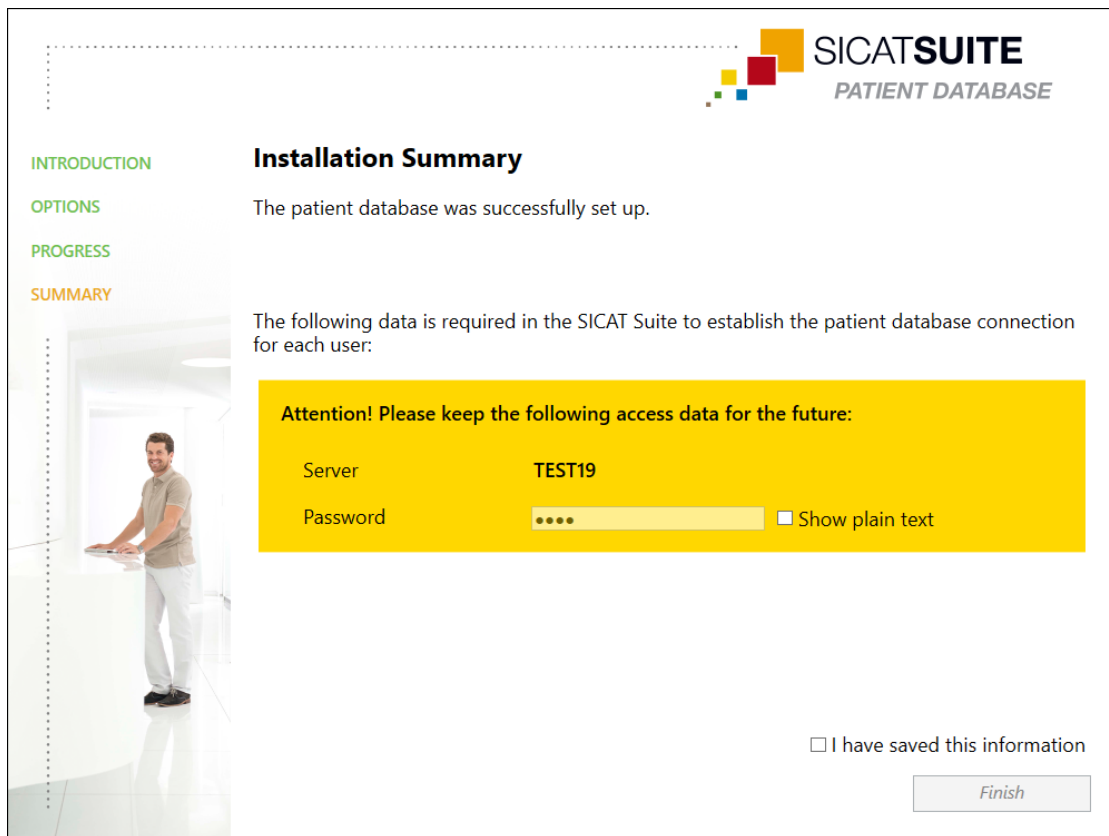 SICATSUITE
PATIENT DATABASE
INTRODUCTION
OPTIONS
PROGRESS
SUMMARY
Installation Summary
The patient database was successfully set up.
The following data is required in the SICAT Suite to establish the patient database connection
for each user:
Attention! Please keep the following access data for the future:
Server TEST19
Password ●●●● Show plain text
I have saved this information
Finish